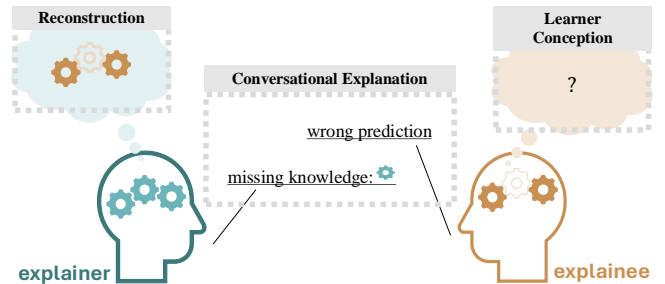 Reconstruction
Learner
Conception
Conversational Explanation
?
wrong prediction
missing knowledge:
explainer
explainee